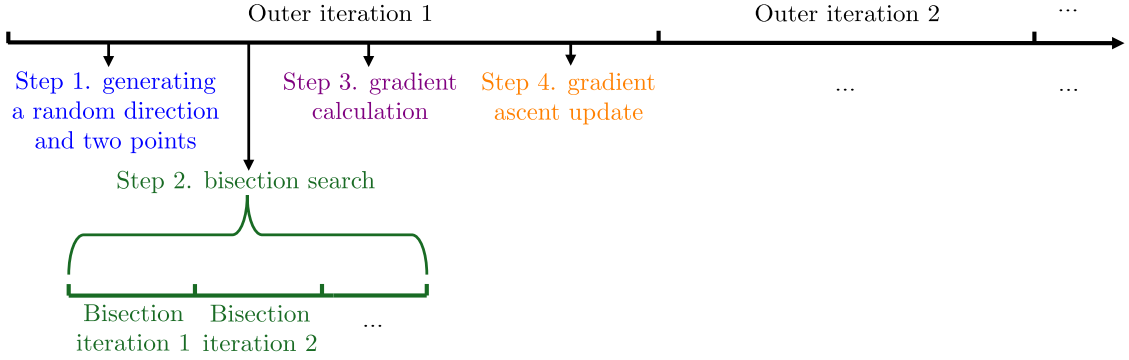 Outer iteration 1
Outer iteration 2
...
Step 1. generating
a random direction
and two points
Step 3. gradient
calculation
Step 4. gradient
ascent update
...
...
Step 2. bisection search
Bisection
iteration 1
Bisection
iteration 2
...